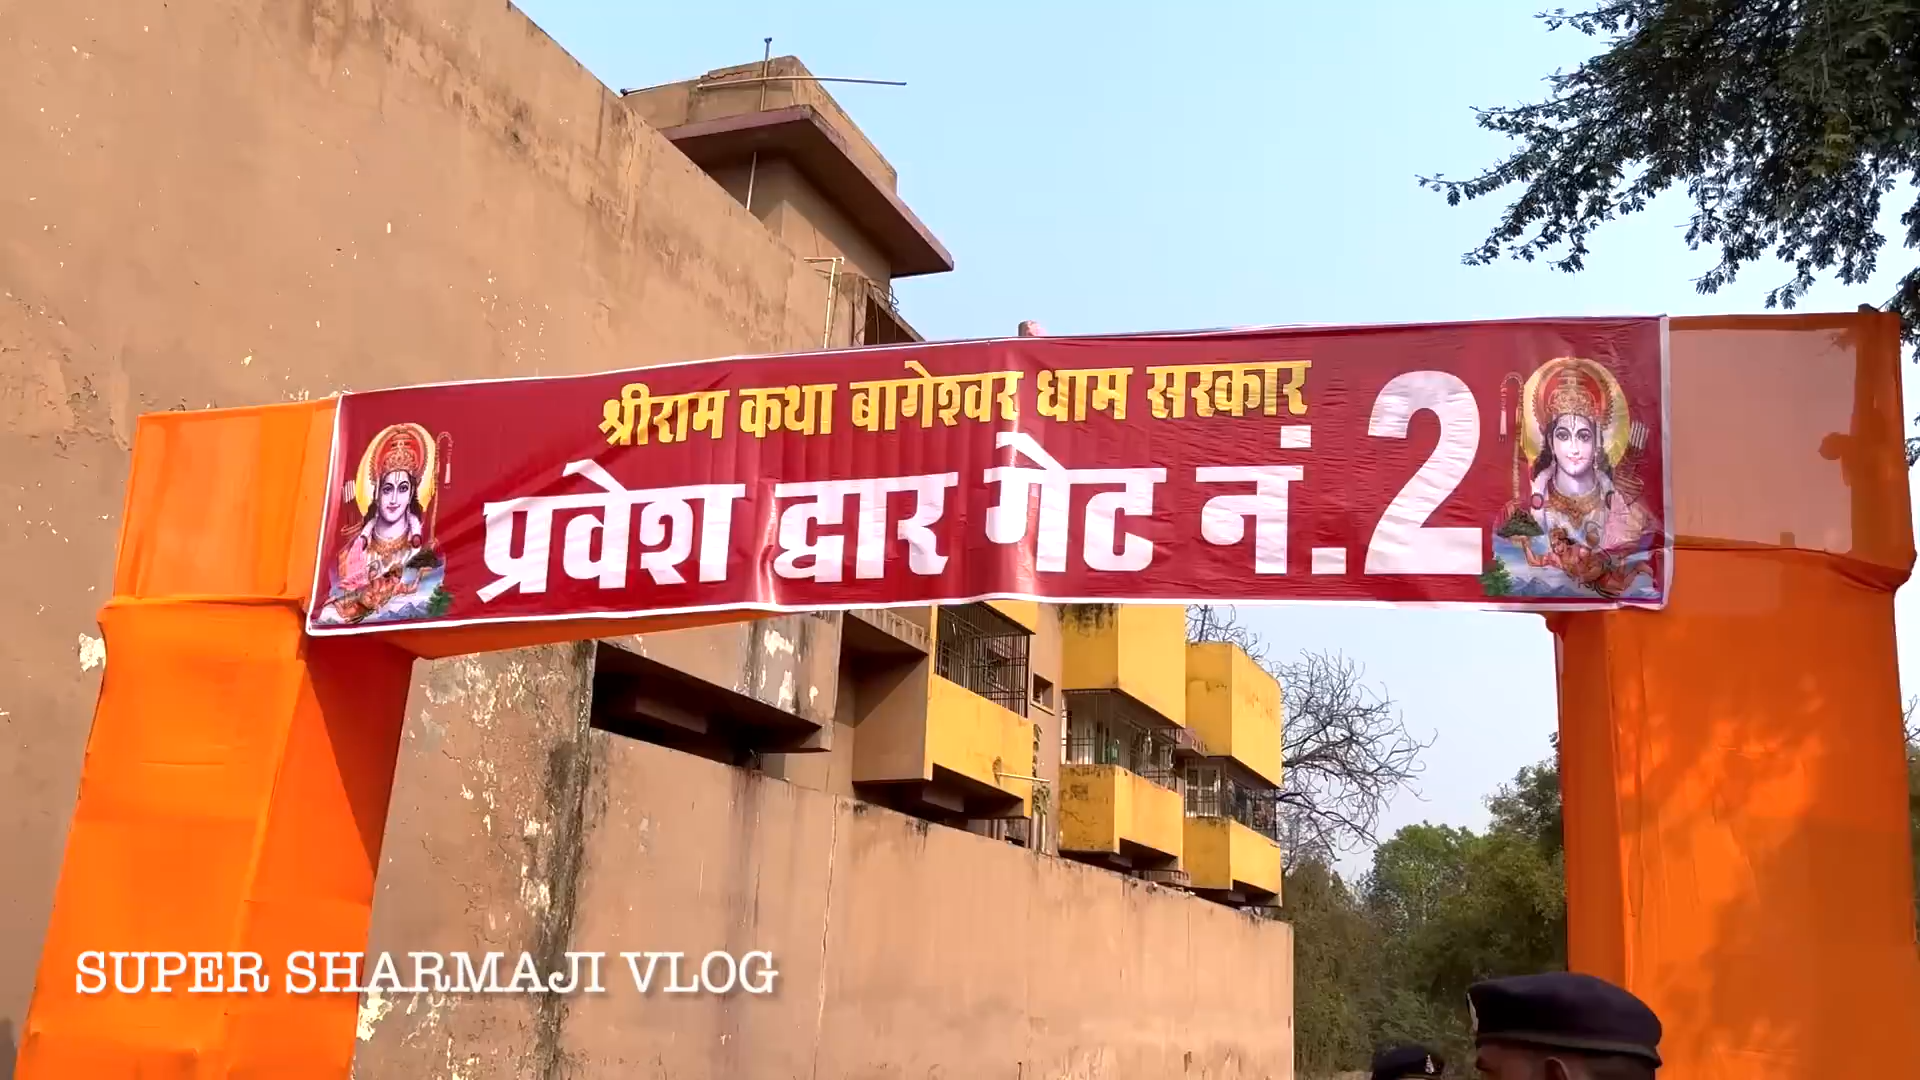 श्रीराम कथा बागेश्वर धाम सरकार
प्रवेश द्वार गेट नं.2
SUPER SHARMAJI VLOG